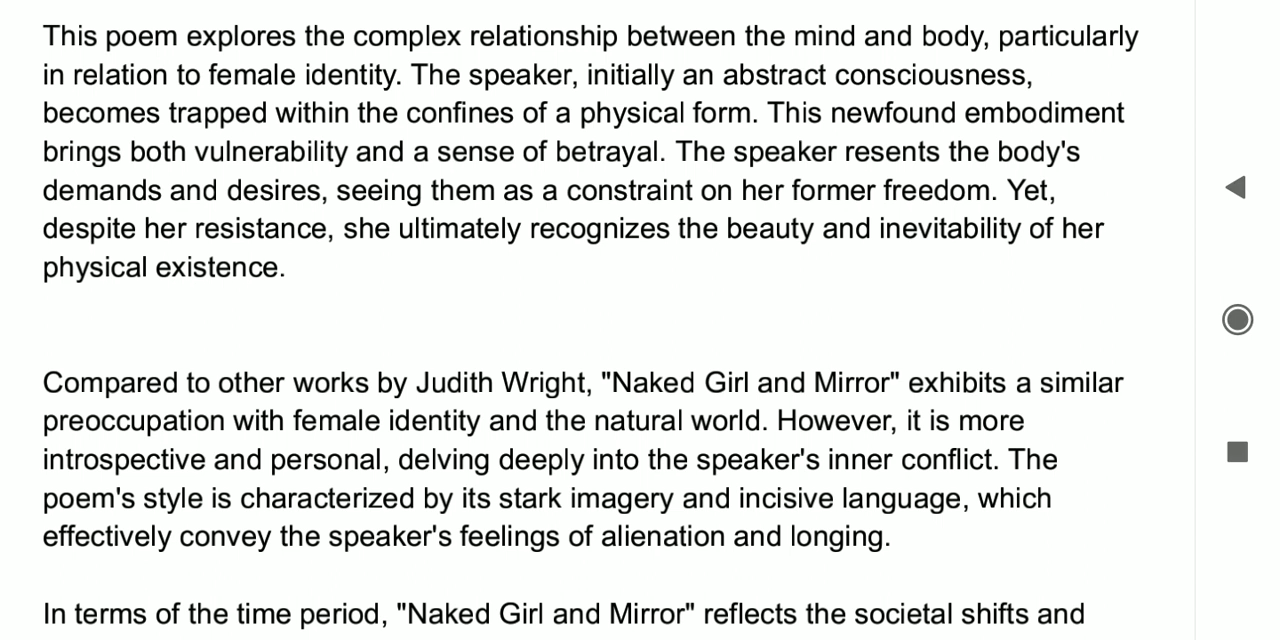 This poem explores the complex relationship between the mind and body, particularly
in relation to female identity. The speaker, initially an abstract consciousness,
becomes trapped within the confines of a physical form. This newfound embodiment
brings both vulnerability and a sense of betrayal. The speaker resents the body's
demands and desires, seeing them as a constraint on her former freedom. Yet,
despite her resistance, she ultimately recognizes the beauty and inevitability of her
physical existence.
Compared to other works by Judith Wright, "Naked Girl and Mirror" exhibits a similar
preoccupation with female identity and the natural world. However, it is more
introspective and personal, delving deeply into the speaker's inner conflict. The
poem's style is characterized by its stark imagery and incisive language, which
effectively convey the speaker's feelings of alienation and longing.
In terms of the time period, "Naked Girl and Mirror" reflects the societal shifts and